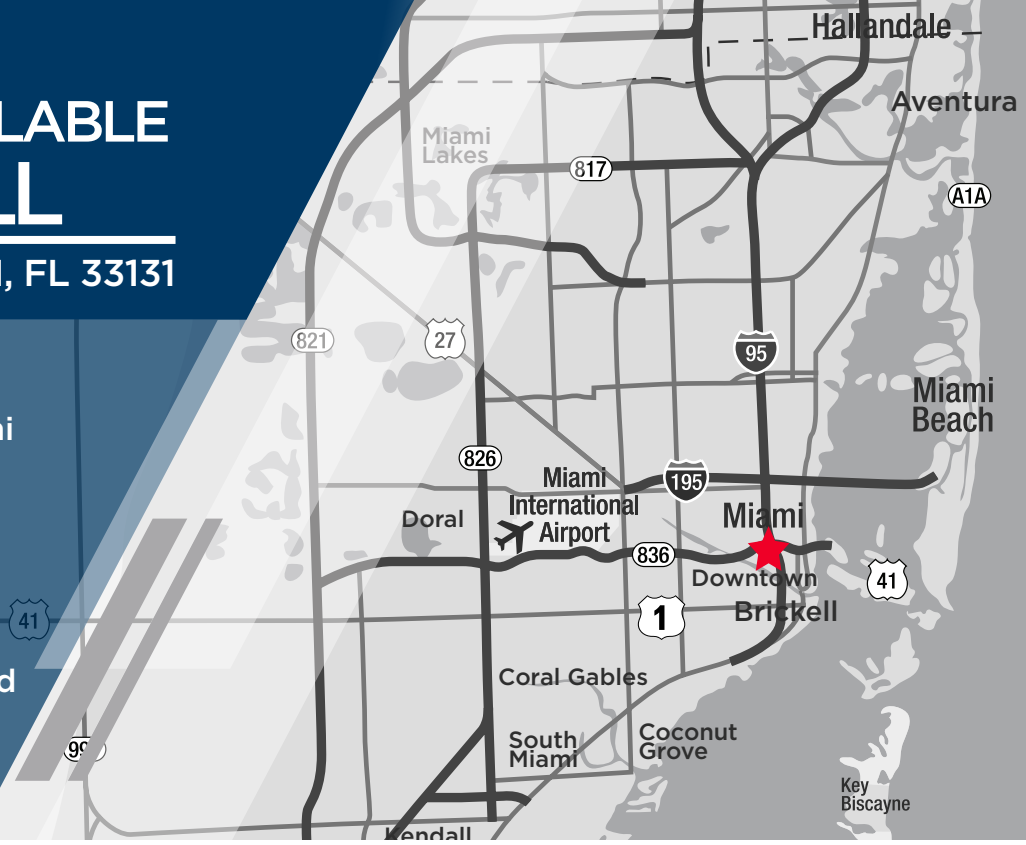 LABLE
LL
, FL 33131
Hallandale
Aventura
Miami
Lakes
817
A1A
821
27
95
Miami
Beach
826
Miami
International
Airport
195
Doral
Miami
836
Downtown
41
Brickell
1
41
Coral Gables
South
Miami
Coconut
Grove
Key
Biscayne
Kendall